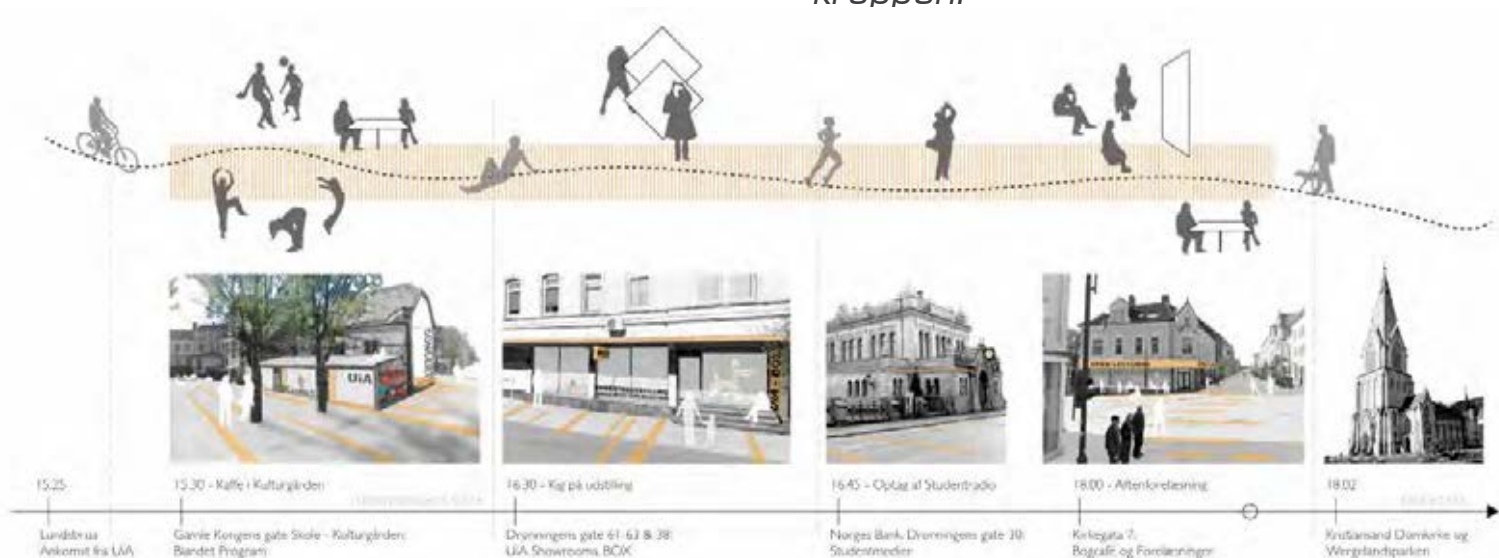 kroppen.
UiA
15.25
15.30 - Kaffe i Kulturgården
16.30 - Kig på udstilling
16.45 - Optag af Studentradio
18.00 - Aftenforelæsning
18.02
Lundsbrua
Ankomst fra UiA
Gamle Kongens gate Skole - Kulturgården:
Blandet Program
Dronningens gate 61-63 & 38:
UiA Showrooms, BOX
Norges Bank, Dronningens gate 30:
Studentmedier
Kirkegata 7:
Bogcafé og Forelæsninger
Kristiansand Domkirke og
Wergelandsparken